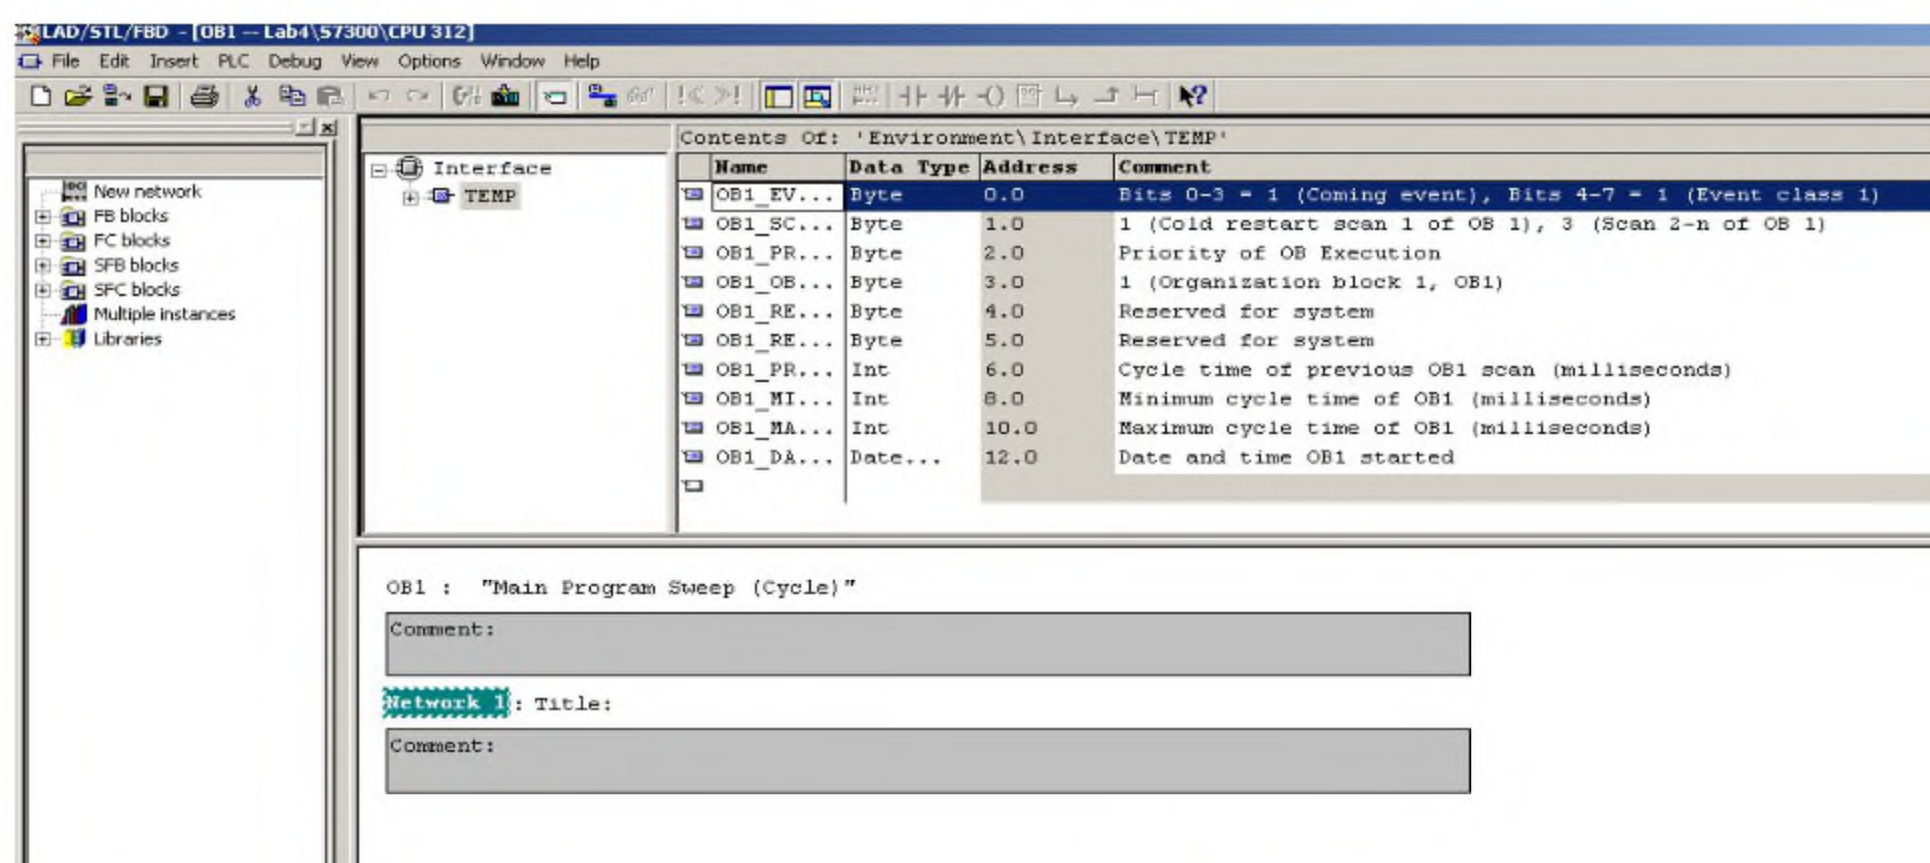 LAD/STL/FBD - [OB1 -- Lab4\S7300\CPU 312]
File Edit Insert PLC Debug View Options Window Help
New network
FB blocks
FC blocks
SFB blocks
SFC blocks
Multiple instances
Libraries
Interface
TEMP
Contents Of: 'Environment\Interface\TEMP'
Name Data Type Address Comment
OB1_EV... Byte 0.0 Bits 0-3 = 1 (Coming event), Bits 4-7 = 1 (Event class 1)
OB1_SC... Byte 1.0 1 (Cold restart scan 1 of OB 1), 3 (Scan 2-n of OB 1)
OB1_PR... Byte 2.0 Priority of OB Execution
OB1_OB... Byte 3.0 1 (Organization block 1, OB1)
OB1_RE... Byte 4.0 Reserved for system
OB1_RE... Byte 5.0 Reserved for system
OB1_PR... Int 6.0 Cycle time of previous OB1 scan (milliseconds)
OB1_MI... Int 8.0 Minimum cycle time of OB1 (milliseconds)
OB1_MA... Int 10.0 Maximum cycle time of OB1 (milliseconds)
OB1_DA... Date... 12.0 Date and time OB1 started
OB1 : "Main Program Sweep (Cycle)"
Comment:
Network 1: Title:
Comment: